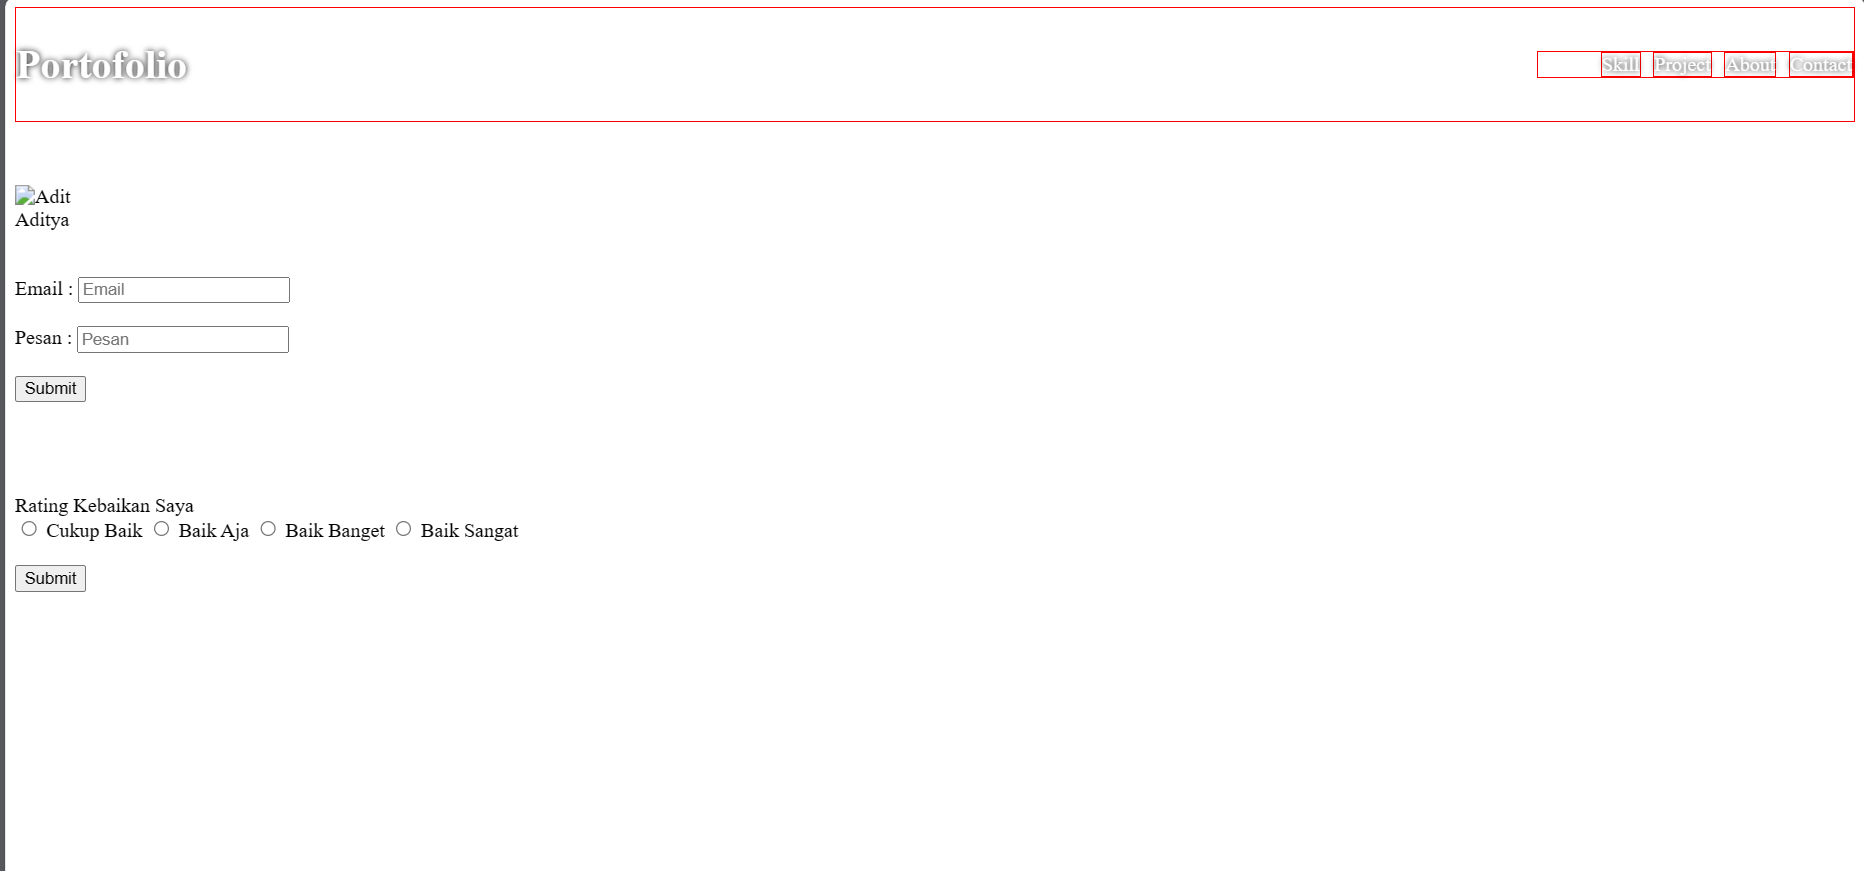 Portofolio
Skill Project About Contact
Adit
Aditya
Email : Email
Pesan : Pesan
Submit
Rating Kebaikan Saya
Cukup Baik Baik Aja Baik Banget Baik Sangat
Submit